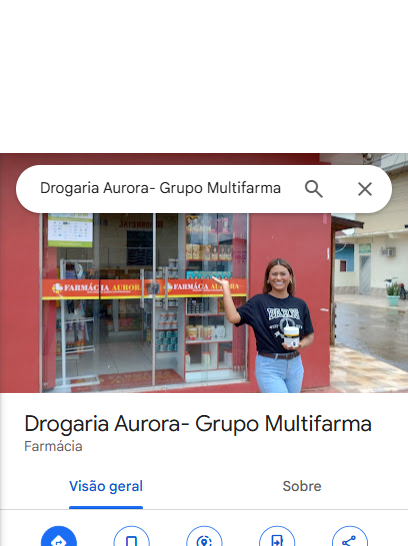 Drogaria Aurora- Grupo Multifarma
FARMÁCIA AURORA
FARMÁCIA AURORA
Drogaria Aurora- Grupo Multifarma
Farmácia
Visão geral
Sobre